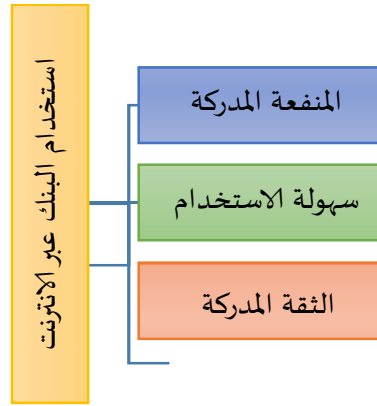 استخدام البنك عبر الانترنت
المنفعة المدركة
سهولة الاستخدام
الثقة المدركة